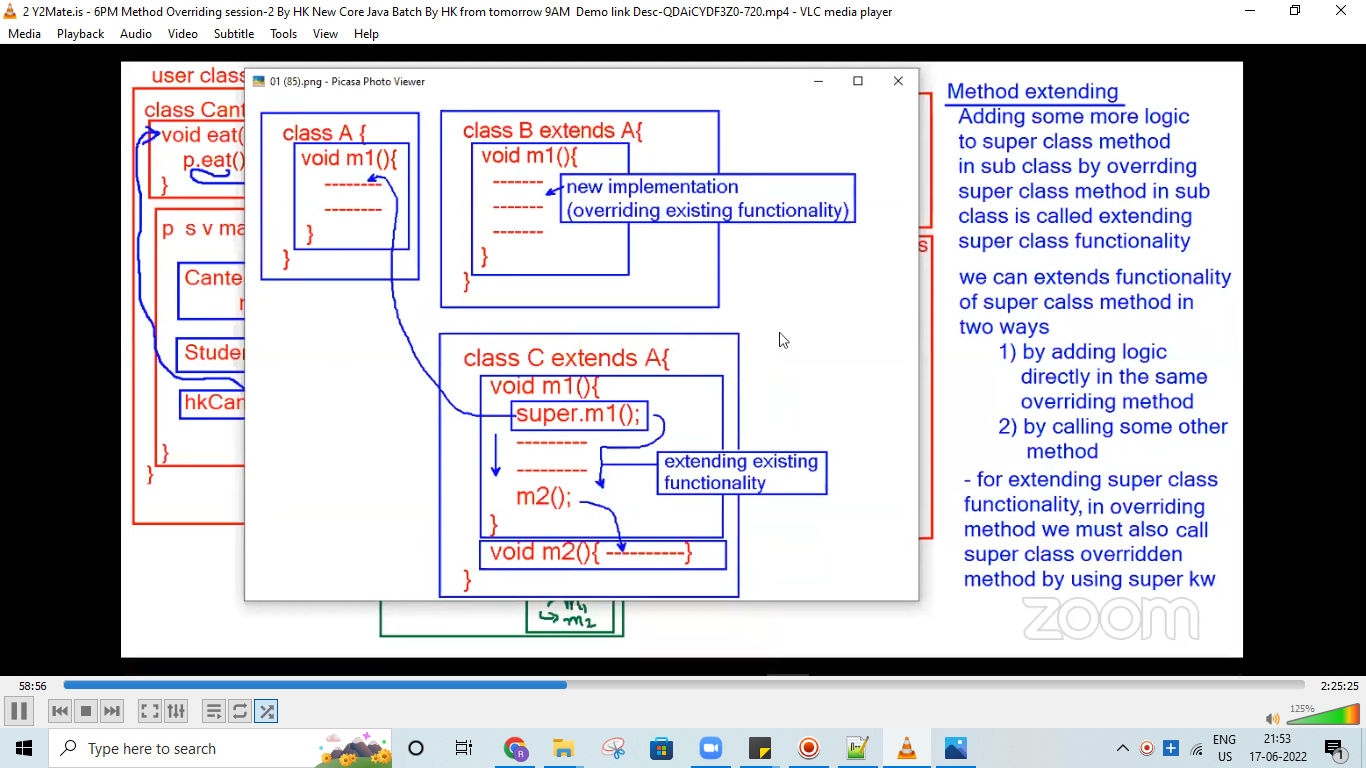 2 Y2Mate.is - 6PM Method Overriding session-2 By HK New Core Java Batch By HK from tomorrow 9AM  Demo link Desc-QDAiCYDF3Z0-720.mp4 - VLC media player
Media Playback Audio Video Subtitle Tools View Help
user class
class Cant
void eat(
p.eat()
}
p s v ma
Cante
Studen
hkCan
}
}
01 (85).png - Picasa Photo Viewer
class A {
void m1(){
--------
--------
}
}
class B extends A{
void m1(){
-------
-------
-------
}
}
new implementation
(overriding existing functionality)
class C extends A{
void m1(){
super.m1();
----------
----------
m2();
}
void m2(){ -----------}
}
extending existing
functionality
s
m2
Method extending
Adding some more logic
to super class method
in sub class by overrding
super class method in sub
class is called extending
super class functionality
we can extends functionality
of super calss method in
two ways
1) by adding logic
directly in the same
overriding method
2) by calling some other
method
- for extending super class
functionality, in overriding
method we must also call
super class overridden
method by using super kw
zoom
58:56
2:25:25
125%
Type here to search
ENG
US
21:53
17-06-2022
1